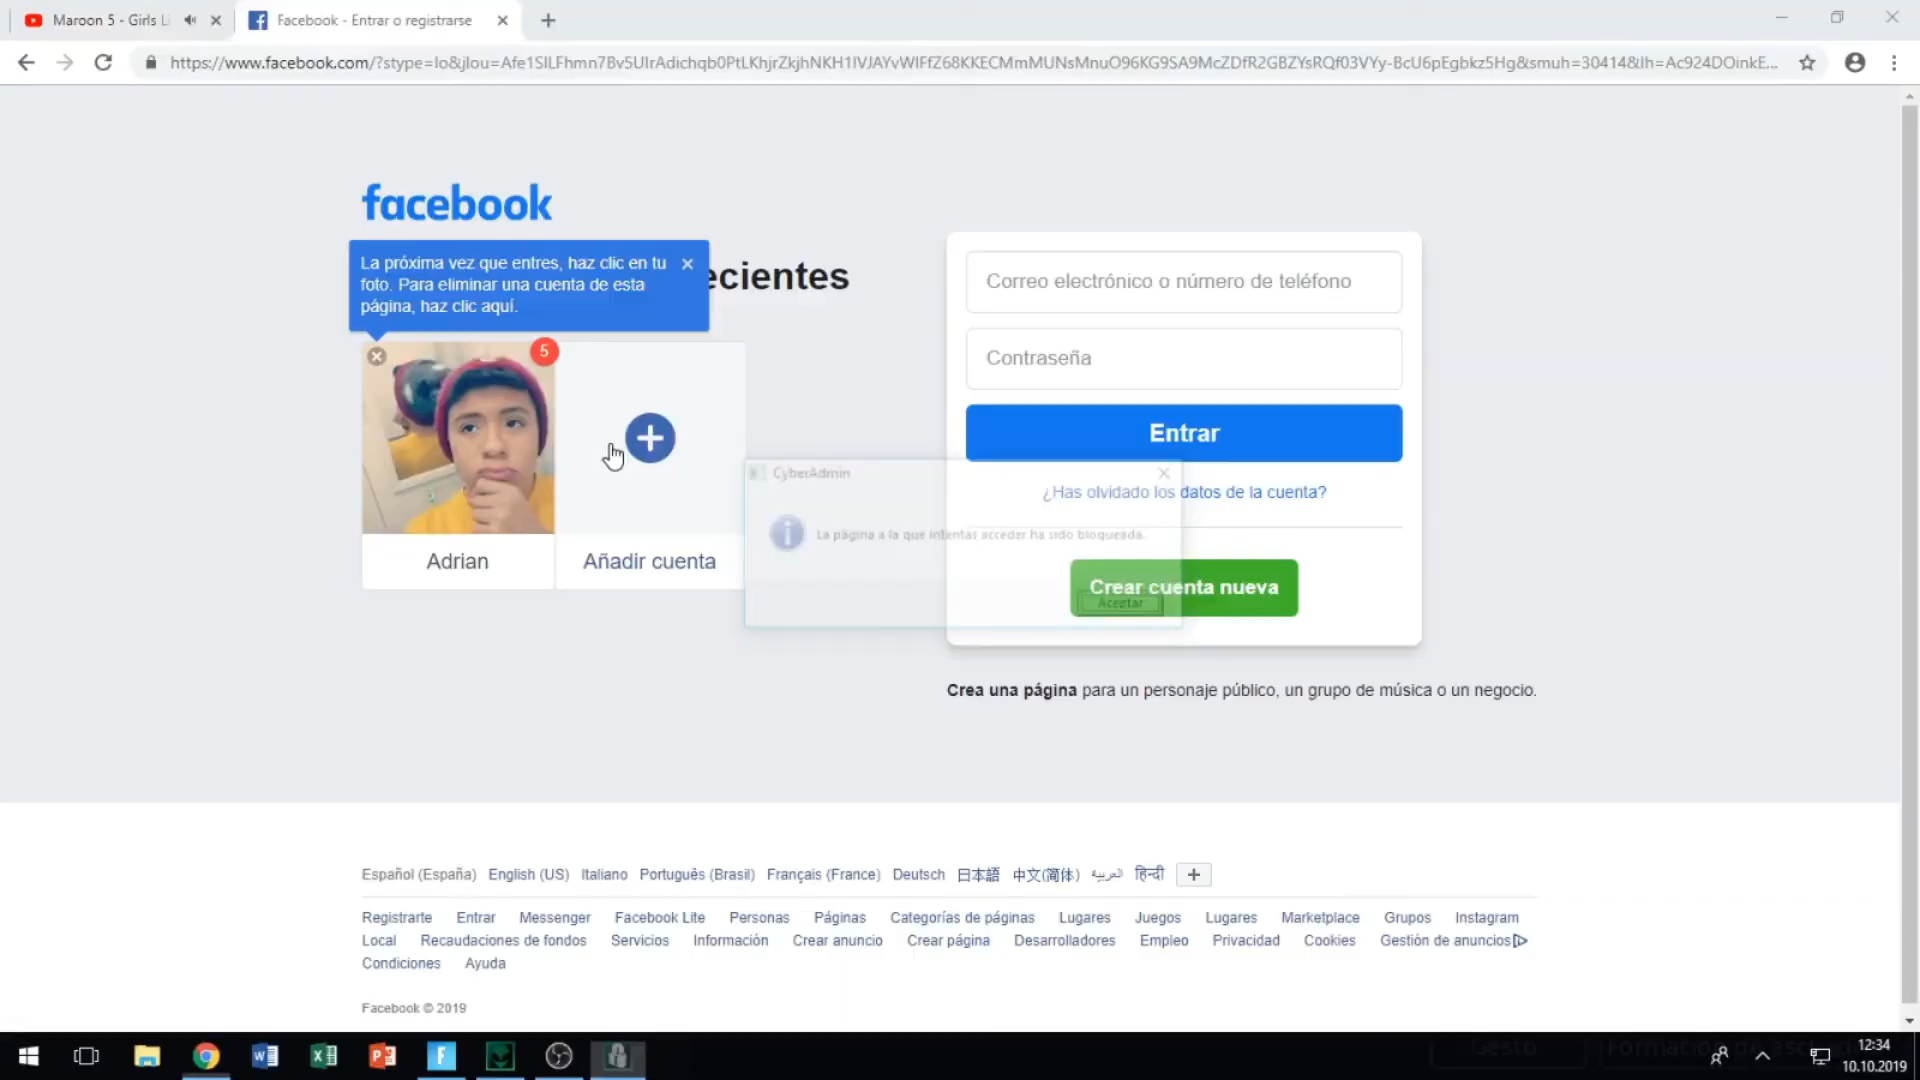 Maroon 5 - Girls Li
Facebook - Entrar o registrarse
https://www.facebook.com/?stype=lo&jlou=Afe1SlLFhmn7Bv5UIrAdichqb0PtLKhjrZkjhNKH1IVJAYvWIFfZ68KKECMmMUNsMnuO96KG9SA9McZDfR2GBZYsRQf03VYy-BcU6pEgbkz5Hg&smuh=30414&lh=Ac924DOinkE...
facebook
La próxima vez que entres, haz clic en tu
foto. Para eliminar una cuenta de esta
página, haz clic aquí.
ecientes
5
Adrian
Añadir cuenta
Correo electrónico o número de teléfono
Contraseña
Entrar
¿Has olvidado los datos de la cuenta?
CyberAdmin
La página a la que intentas acceder ha sido bloqueada.
Aceptar
Crear cuenta nueva
Crea una página para un personaje público, un grupo de música o un negocio.
Español (España) English (US) Italiano Português (Brasil) Français (France) Deutsch 日本語 中文(简体) العربية हिन्दी
Registrarte Entrar Messenger Facebook Lite Personas Páginas Categorías de páginas Lugares Juegos Lugares Marketplace Grupos Instagram
Local Recaudaciones de fondos Servicios Información Crear anuncio Crear página Desarrolladores Empleo Privacidad Cookies Gestión de anuncios
Condiciones Ayuda
Facebook © 2019
12:34
10.10.2019